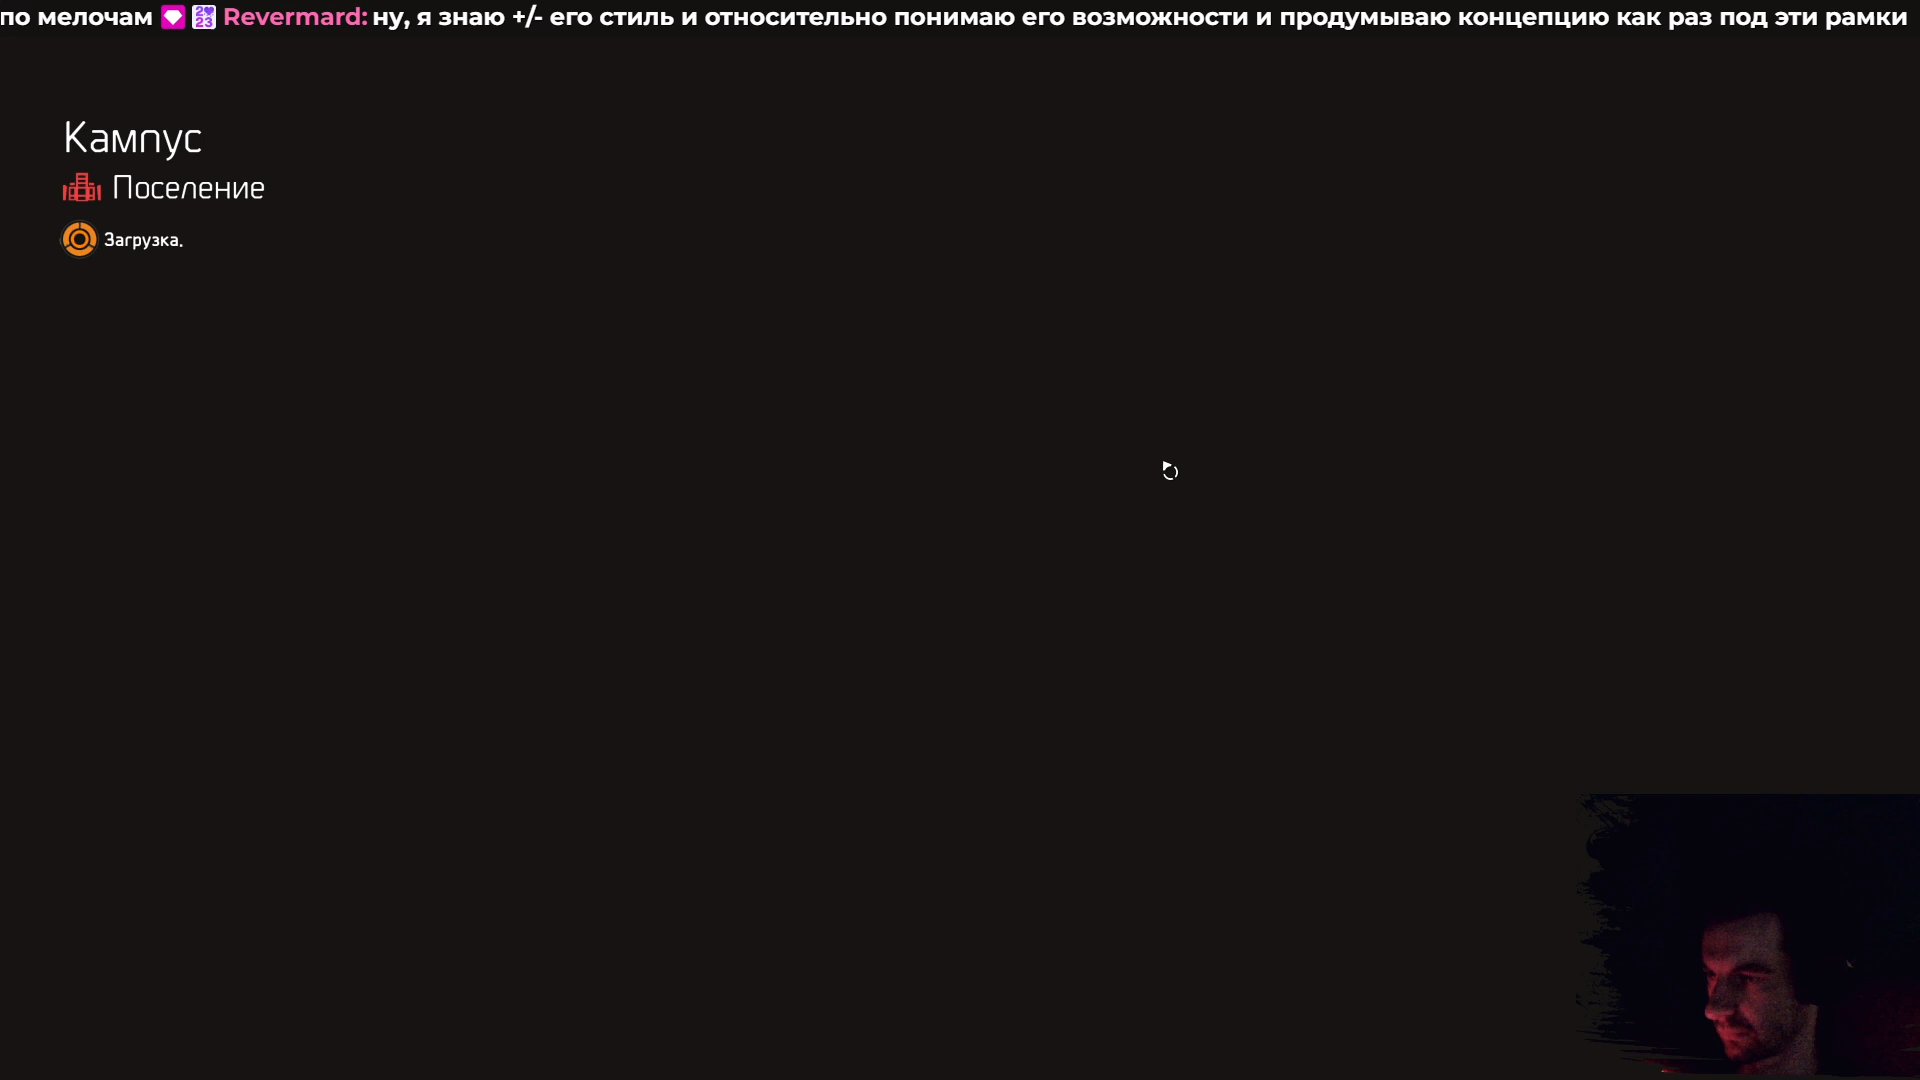 по мелочам 2023 Revermard: ну, я знаю +/- его стиль и относительно понимаю его возможности и продумываю концепцию как раз под эти рамки
Кампус
Поселение
Загрузка.